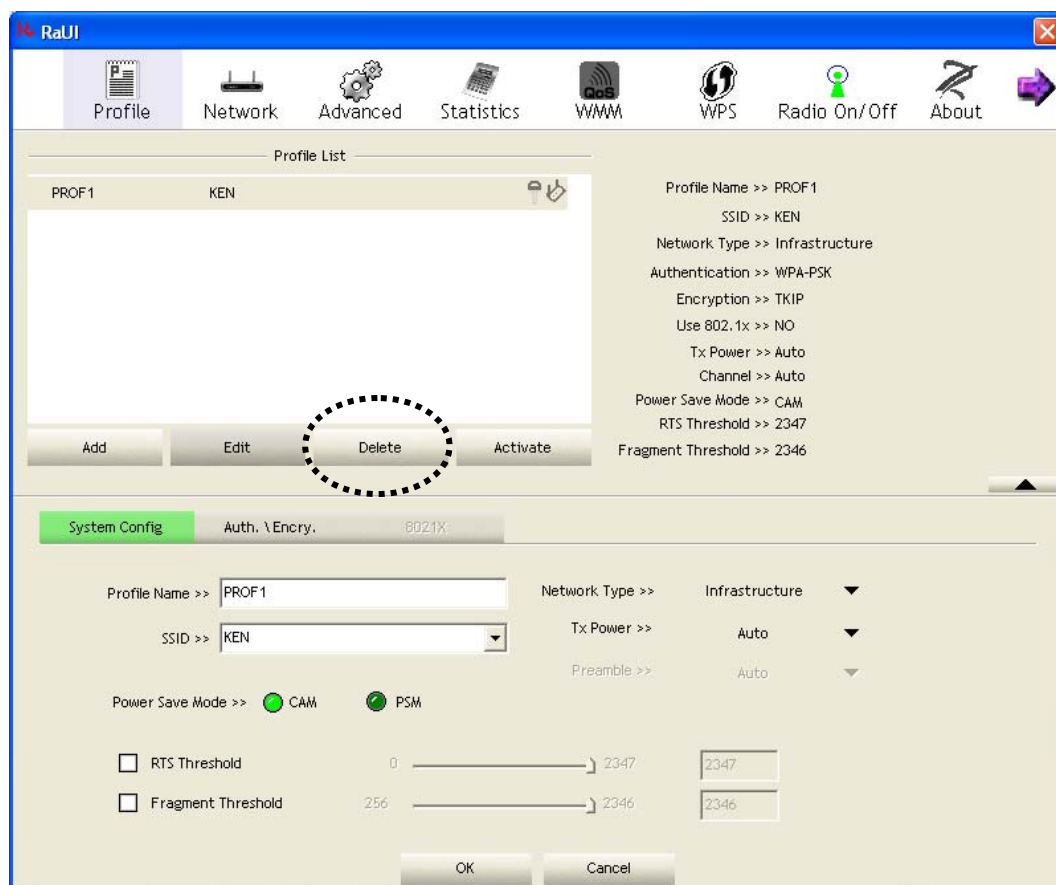 RaUI
Profile Network Advanced Statistics QoS WMM WPS Radio On/Off About
Profile List
PROF1 KEN
Profile Name >> PROF1
SSID >> KEN
Network Type >> Infrastructure
Authentication >> WPA-PSK
Encryption >> TKIP
Use 802.1x >> NO
Tx Power >> Auto
Channel >> Auto
Power Save Mode >> CAM
RTS Threshold >> 2347
Fragment Threshold >> 2346
Add Edit Delete Activate
System Config Auth. \ Encry. 8021X
Profile Name >> PROF1 Network Type >> Infrastructure
SSID >> KEN Tx Power >> Auto
Preamble >> Auto
Power Save Mode >> CAM PSM
RTS Threshold 0 2347 2347
Fragment Threshold 256 2346 2346
OK Cancel